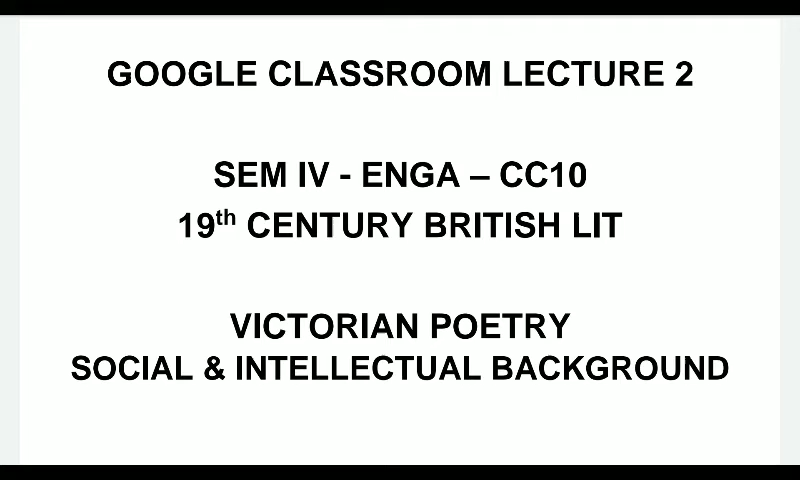 GOOGLE CLASSROOM LECTURE 2
SEM IV - ENGA – CC10
19th CENTURY BRITISH LIT
VICTORIAN POETRY
SOCIAL & INTELLECTUAL BACKGROUND